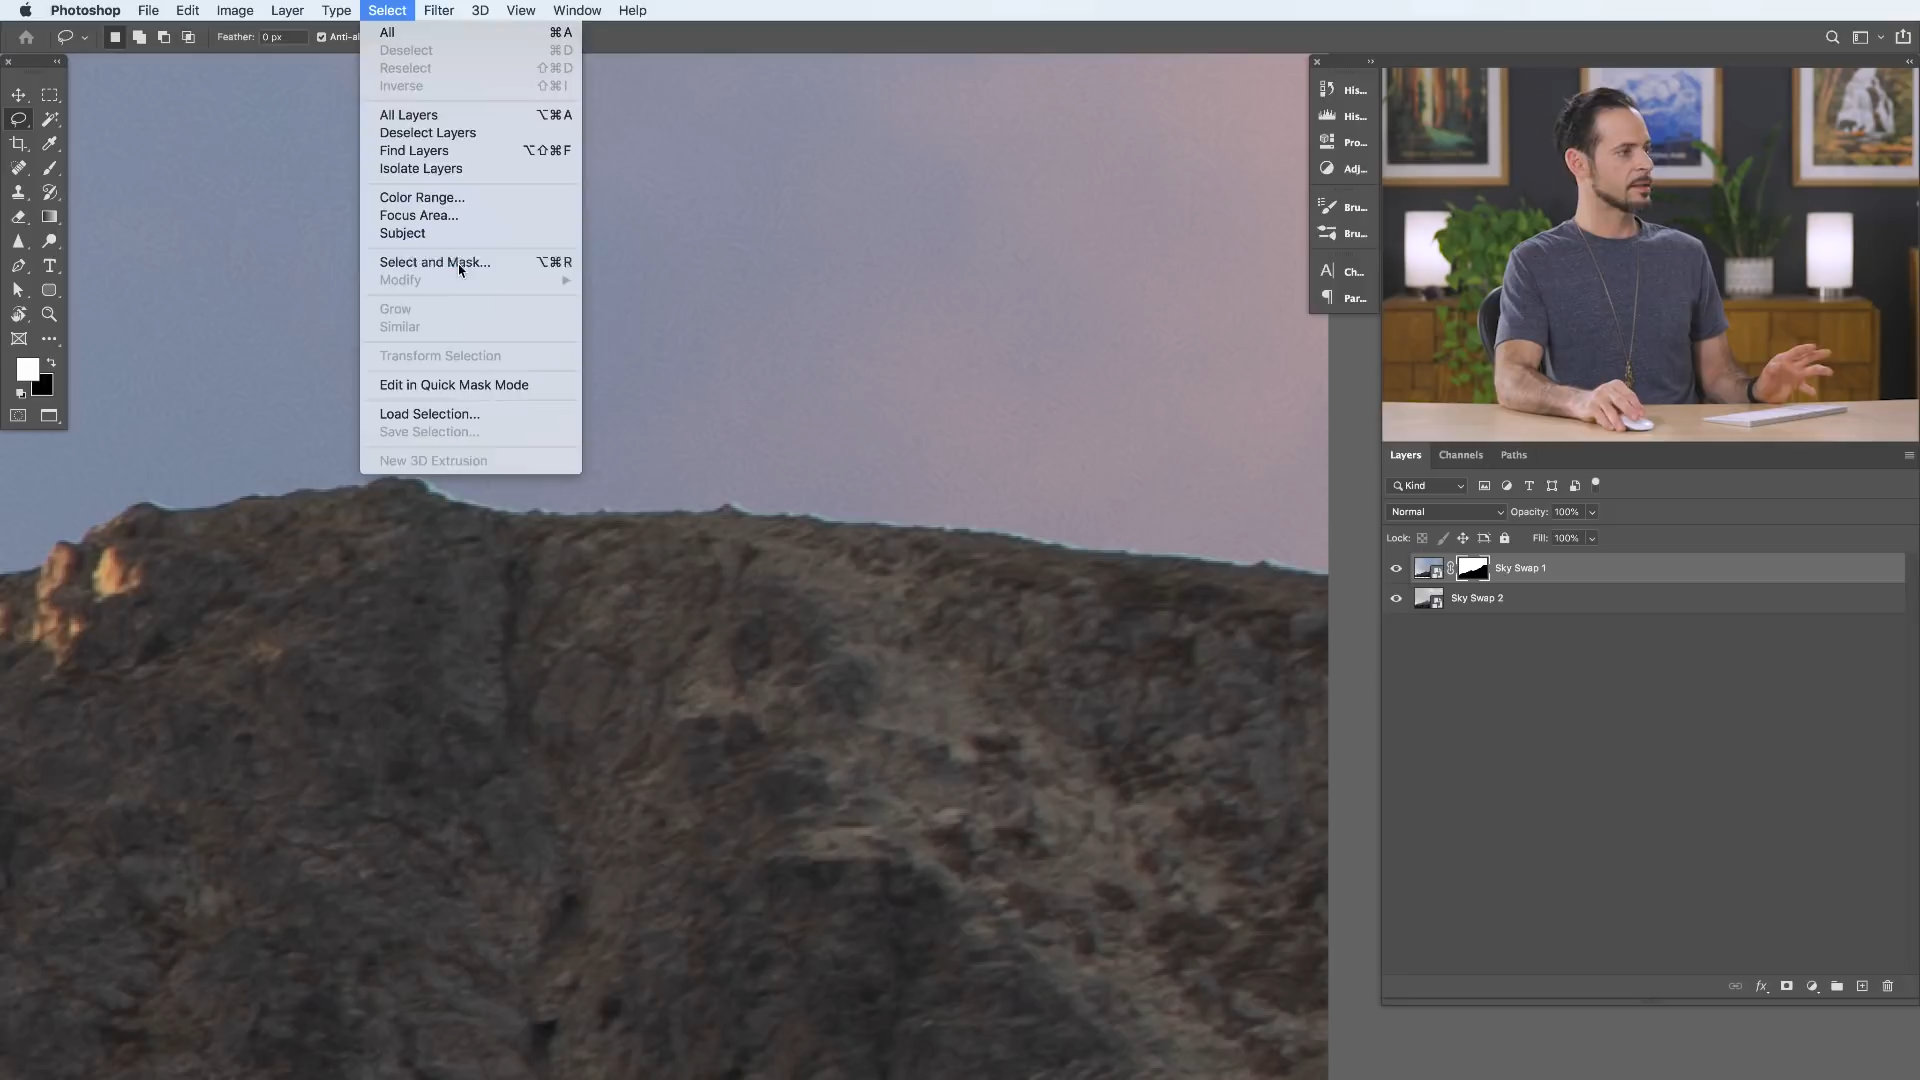 Photoshop File Edit Image Layer Type Select Filter 3D View Window Help
Feather: 0 px Anti-ali
All ⌘A
Deselect ⌘D
Reselect ⇧⌘D
Inverse ⇧⌘I
All Layers ⌥⌘A
Deselect Layers
Find Layers ⌥⇧⌘F
Isolate Layers
Color Range...
Focus Area...
Subject
Select and Mask... ⌥⌘R
Modify
Grow
Similar
Transform Selection
Edit in Quick Mask Mode
Load Selection...
Save Selection...
New 3D Extrusion
His...
His...
Pro...
Adj...
Bru...
Bru...
Ch...
Par...
Layers Channels Paths
Kind
Normal Opacity: 100%
Lock: Fill: 100%
Sky Swap 1
Sky Swap 2
fx